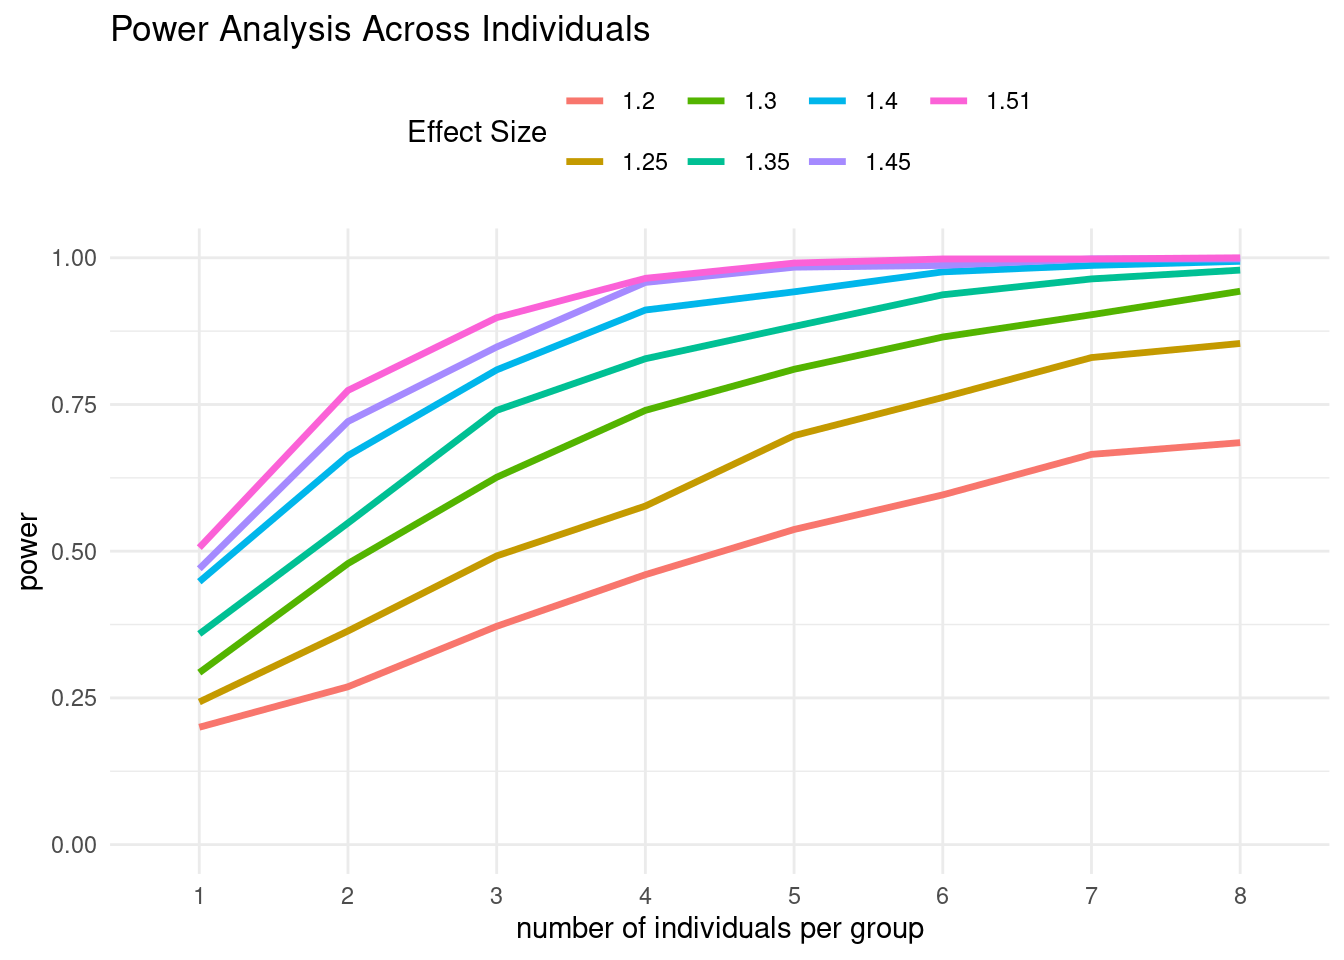 Power Analysis Across Individuals
Effect Size
1.2 1.3 1.4 1.51
1.25 1.35 1.45
1.00
0.75
0.50
0.25
0.00
power
1 2 3 4 5 6 7 8
number of individuals per group